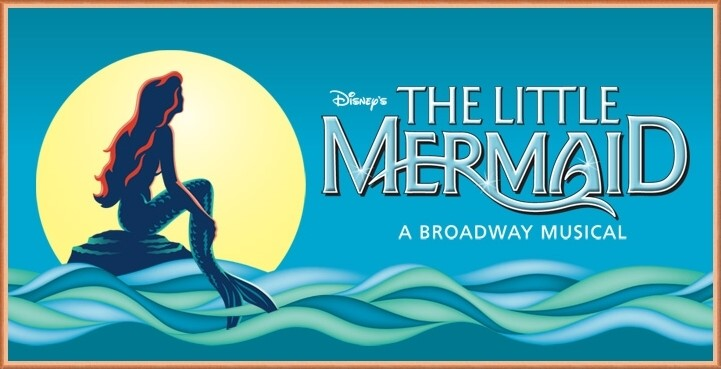 Disney's
THE LITTLE
MERMAID
A BROADWAY MUSICAL